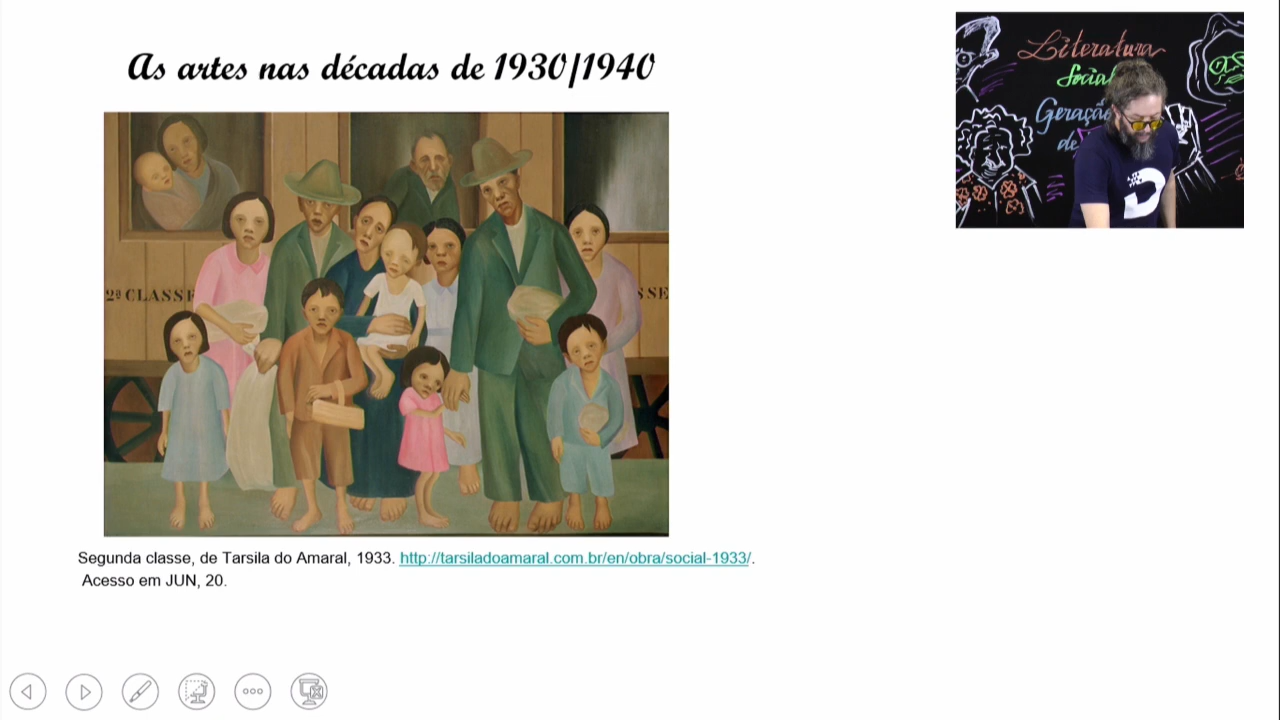 As artes nas décadas de 1930/1940
Literatura
Social
Geração
de
2ª CLASSE
SSE
Segunda classe, de Tarsila do Amaral, 1933. http://tarsiladoamaral.com.br/en/obra/social-1933/.
Acesso em JUN, 20.